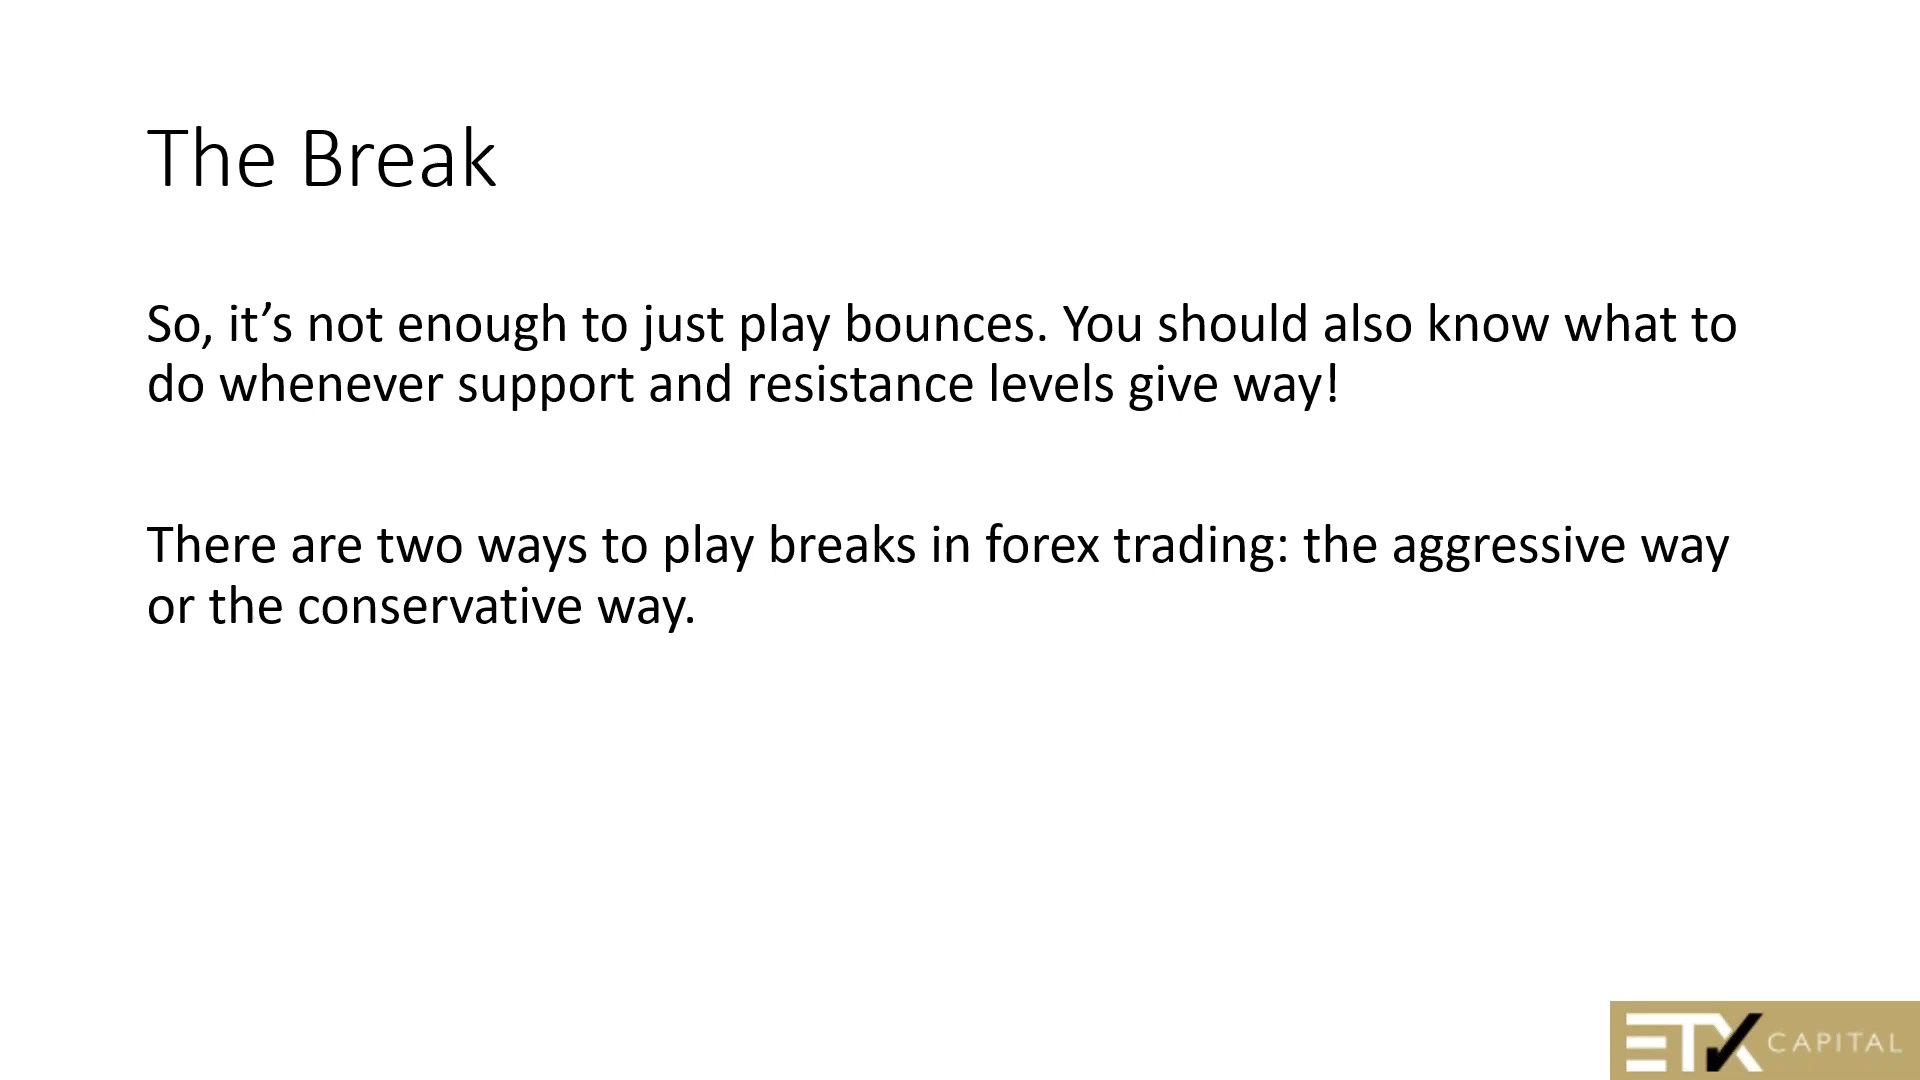 The Break
So, it’s not enough to just play bounces. You should also know what to
do whenever support and resistance levels give way!
There are two ways to play breaks in forex trading: the aggressive way
or the conservative way.
ETX CAPITAL